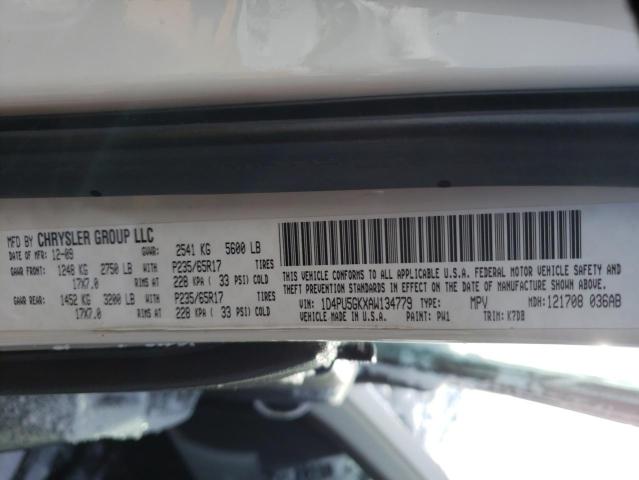 MFD BY CHRYSLER GROUP LLC
DATE OF MFR: 12-09 GVWR: 2541 KG 5600 LB
GAWR FRONT: 1248 KG 2750 LB WITH P235/65R17 TIRES
17X7.0 RIMS AT 228 KPA ( 33 PSI) COLD
GAWR REAR: 1452 KG 3200 LB WITH P235/65R17 TIRES
17X7.0 RIMS AT 228 KPA ( 33 PSI) COLD
THIS VEHICLE CONFORMS TO ALL APPLICABLE U.S.A. FEDERAL MOTOR VEHICLE SAFETY AND
THEFT PREVENTION STANDARDS IN EFFECT ON THE DATE OF MANUFACTURE SHOWN ABOVE.
VIN: 1D4PU5GKXAW134779 TYPE: MPV MDH: 121708 036AB
VEHICLE MADE IN U.S.A. PAINT: PW1 TRIM: K7DB